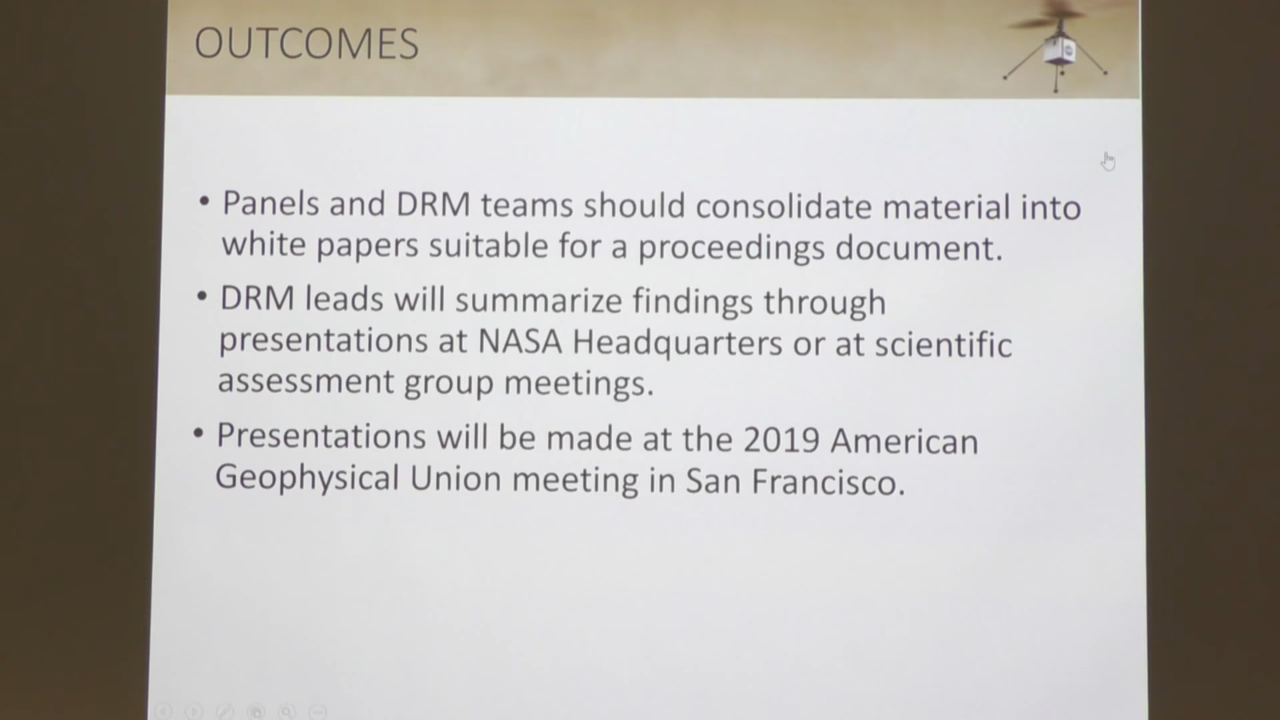 OUTCOMES
• Panels and DRM teams should consolidate material into
white papers suitable for a proceedings document.
• DRM leads will summarize findings through
presentations at NASA Headquarters or at scientific
assessment group meetings.
• Presentations will be made at the 2019 American
Geophysical Union meeting in San Francisco.